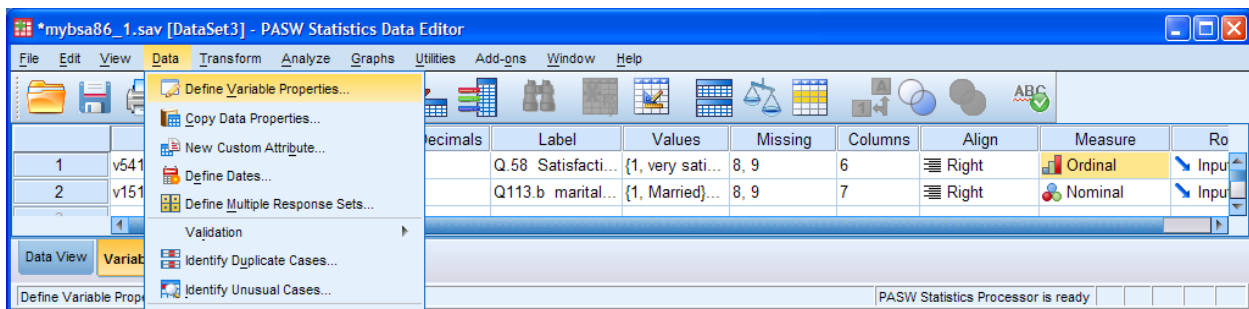 *mybsa86_1.sav [DataSet3] - PASW Statistics Data Editor
File Edit View Data Transform Analyze Graphs Utilities Add-ons Window Help
Define Variable Properties...
Copy Data Properties...
New Custom Attribute...
Define Dates...
Define Multiple Response Sets...
Validation
Identify Duplicate Cases...
Identify Unusual Cases...
A
1 4
ABC
Label Values Missing Columns Align Measure
1 v541 Q.58 Satisfacti... {1, very sati... 8, 9 6 Right Ordinal Input
2 v151 Q113.b marital... {1, Married}... 8, 9 7 Right Nominal Input
Data View Variab
Define Variable Prope PASW Statistics Processor is ready